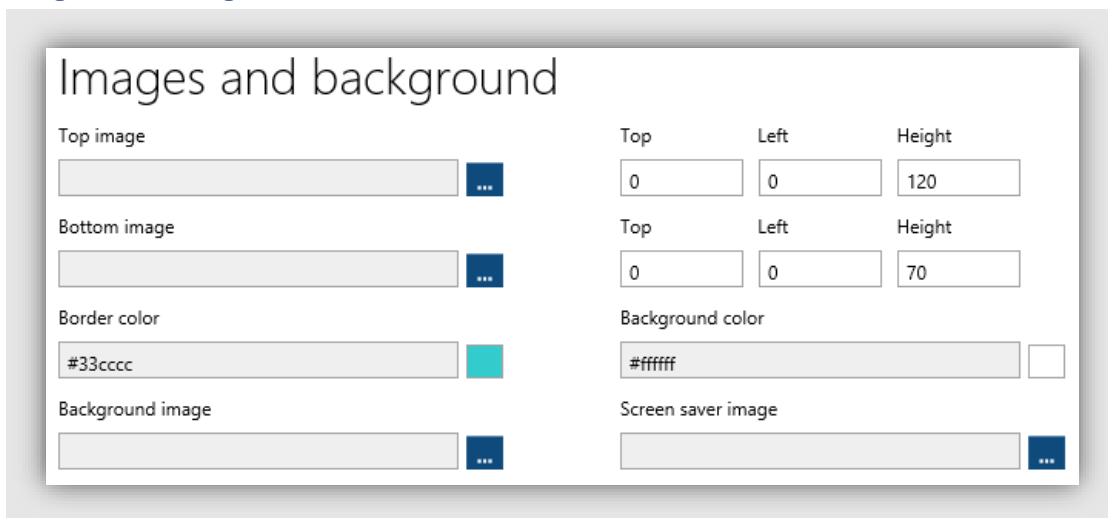 Images and background
Top image Top Left Height
... 0 0 120
Bottom image Top Left Height
... 0 0 70
Border color Background color
#33cccc #ffffff
Background image Screen saver image
... ...